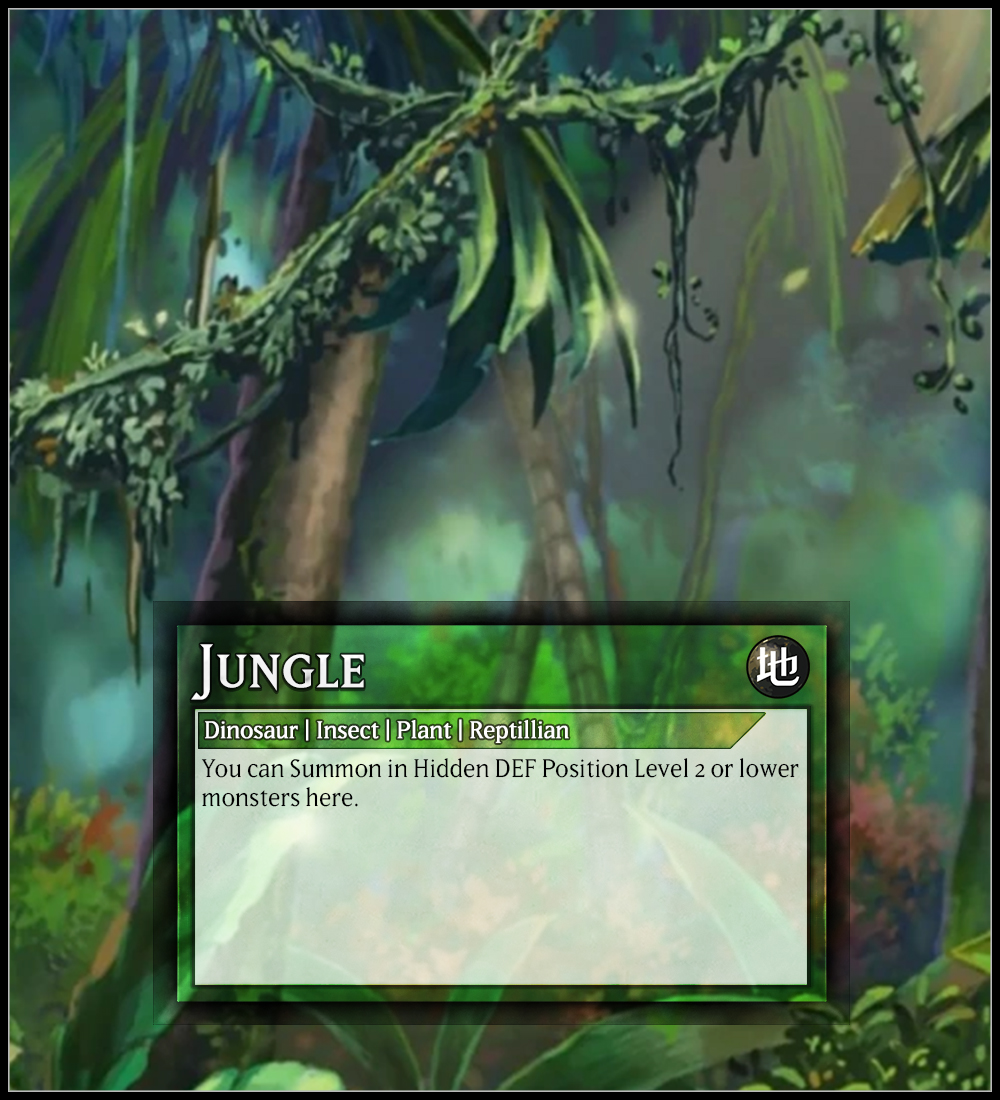 Jungle
地
Dinosaur | Insect | Plant | Reptillian
You can Summon in Hidden DEF Position Level 2 or lower
monsters here.